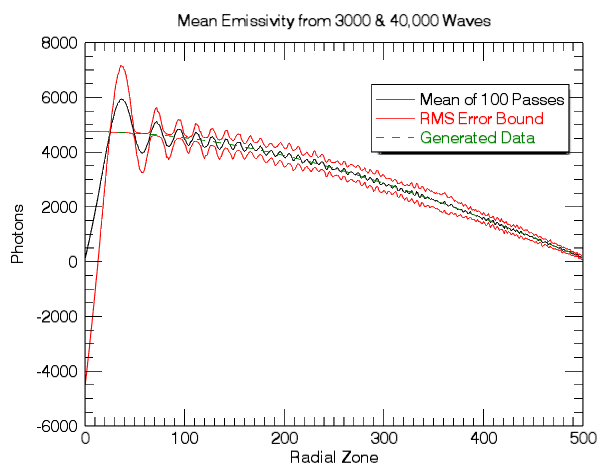 Mean Emissivity from 3000 & 40,000 Waves
8000
6000
4000
2000
0
-2000
-4000
-6000
Photons
Mean of 100 Passes
RMS Error Bound
Generated Data
0
100
200
300
400
500
Radial Zone